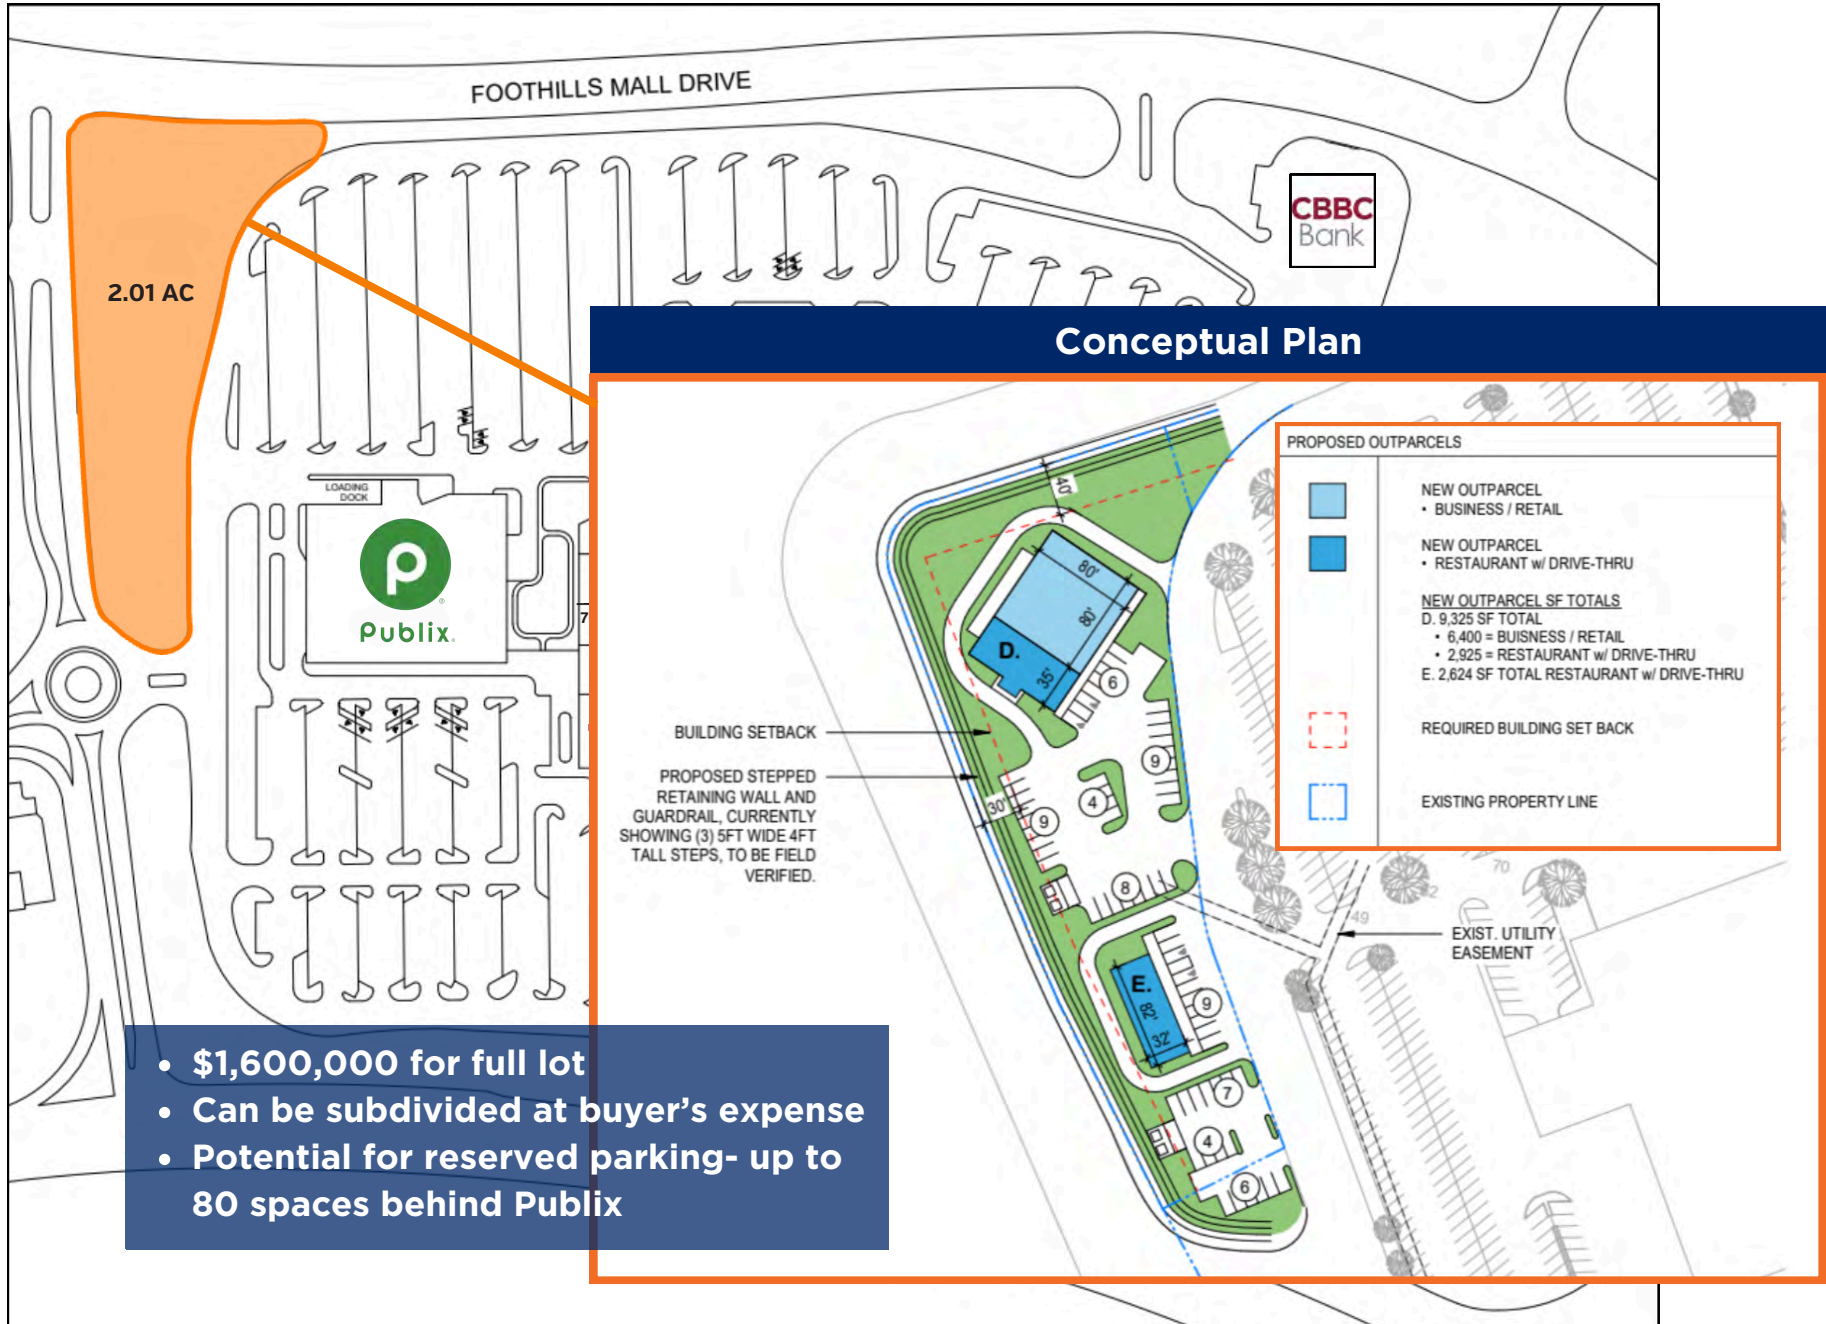 FOOTHILLS MALL DRIVE
CBBC
Bank
2.01 AC
Conceptual Plan
LOADING
DOCK
Publix
7
PROPOSED OUTPARCELS
NEW OUTPARCEL
• BUSINESS / RETAIL
NEW OUTPARCEL
• RESTAURANT w/ DRIVE-THRU
NEW OUTPARCEL SF TOTALS
D. 9,325 SF TOTAL
• 6,400 = BUISNESS / RETAIL
• 2,925 = RESTAURANT w/ DRIVE-THRU
E. 2,624 SF TOTAL RESTAURANT w/ DRIVE-THRU
REQUIRED BUILDING SET BACK
EXISTING PROPERTY LINE
40'
80'
80'
D.
35'
6
BUILDING SETBACK
9
PROPOSED STEPPED
RETAINING WALL AND
GUARDRAIL, CURRENTLY
SHOWING (3) 5FT WIDE 4FT
TALL STEPS, TO BE FIELD
VERIFIED.
30'
4
9
8
70
49
EXIST. UTILITY
EASEMENT
E.
82'
32'
9
7
4
6
• $1,600,000 for full lot
• Can be subdivided at buyer's expense
• Potential for reserved parking- up to
80 spaces behind Publix